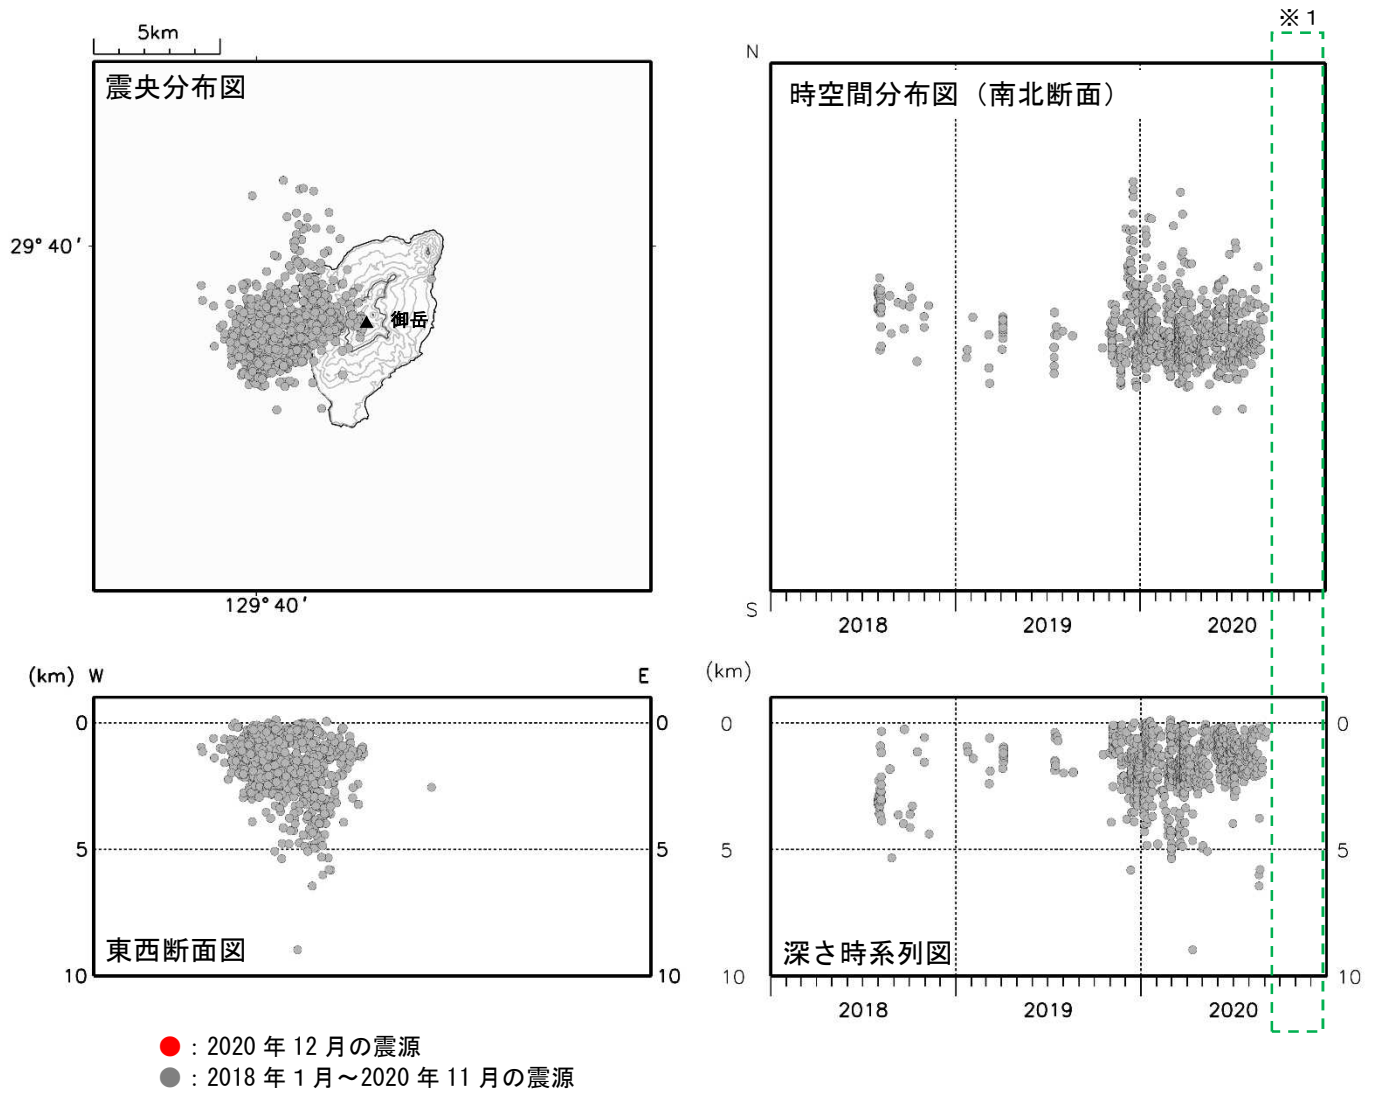 5km
震央分布図
29°40′
御岳
129°40′
※１
N
時空間分布図（南北断面）
S
2018
2019
2020
(km) W
E
0
0
5
5
10
10
東西断面図
(km)
0
0
5
5
10
10
深さ時系列図
2018
2019
2020
：2020 年 12 月の震源
：2018 年１月～2020 年 11 月の震源